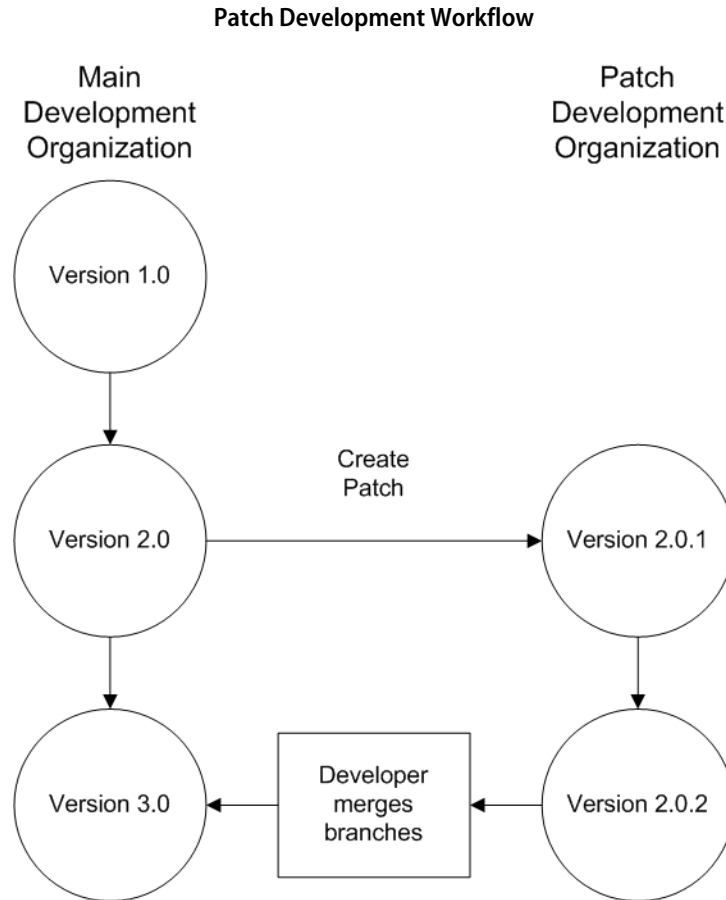 Patch Development Workflow
Main
Development
Organization
Patch
Development
Organization
Version 1.0
Create
Patch
Version 2.0
Version 2.0.1
Developer
merges
branches
Version 3.0
Version 2.0.2